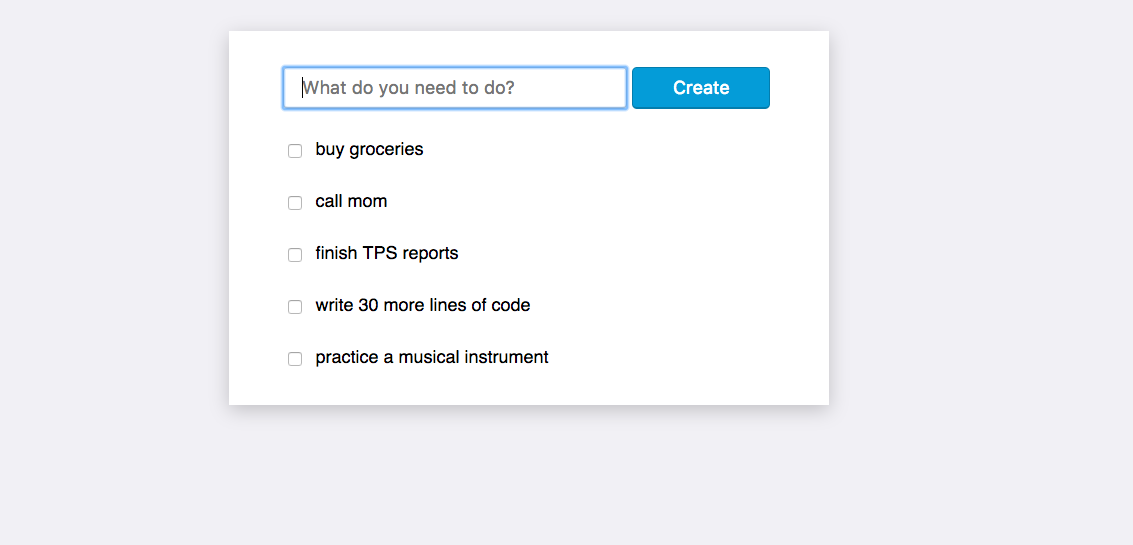 What do you need to do?
Create
buy groceries
call mom
finish TPS reports
write 30 more lines of code
practice a musical instrument